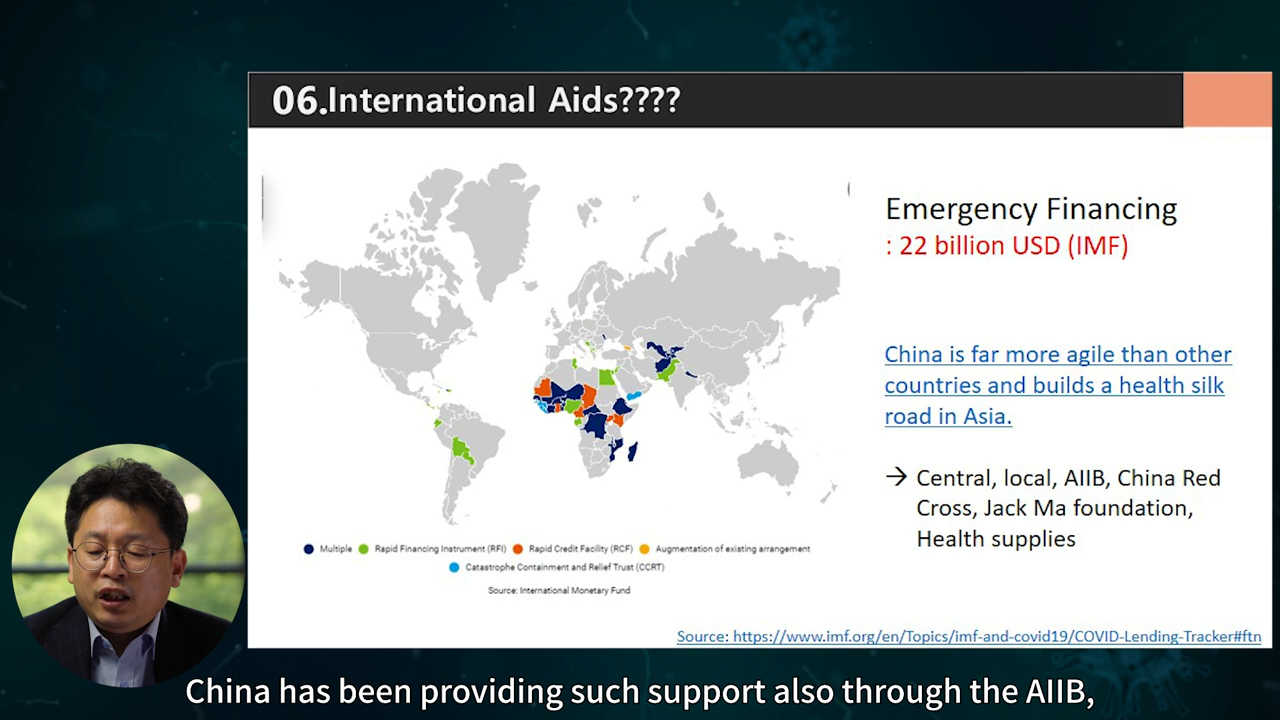 06.International Aids????
Emergency Financing
: 22 billion USD (IMF)
China is far more agile than other
countries and builds a health silk
road in Asia.
→ Central, local, AIIB, China Red
Cross, Jack Ma foundation,
Health supplies
Multiple Rapid Financing Instrument (RFI) Rapid Credit Facility (RCF) Augmentation of existing arrangement
Catastrophe Containment and Relief Trust (CCRT)
Source: International Monetary Fund
Source: https://www.imf.org/en/Topics/imf-and-covid19/COVID-Lending-Tracker#ftn
China has been providing such support also through the AIIB,